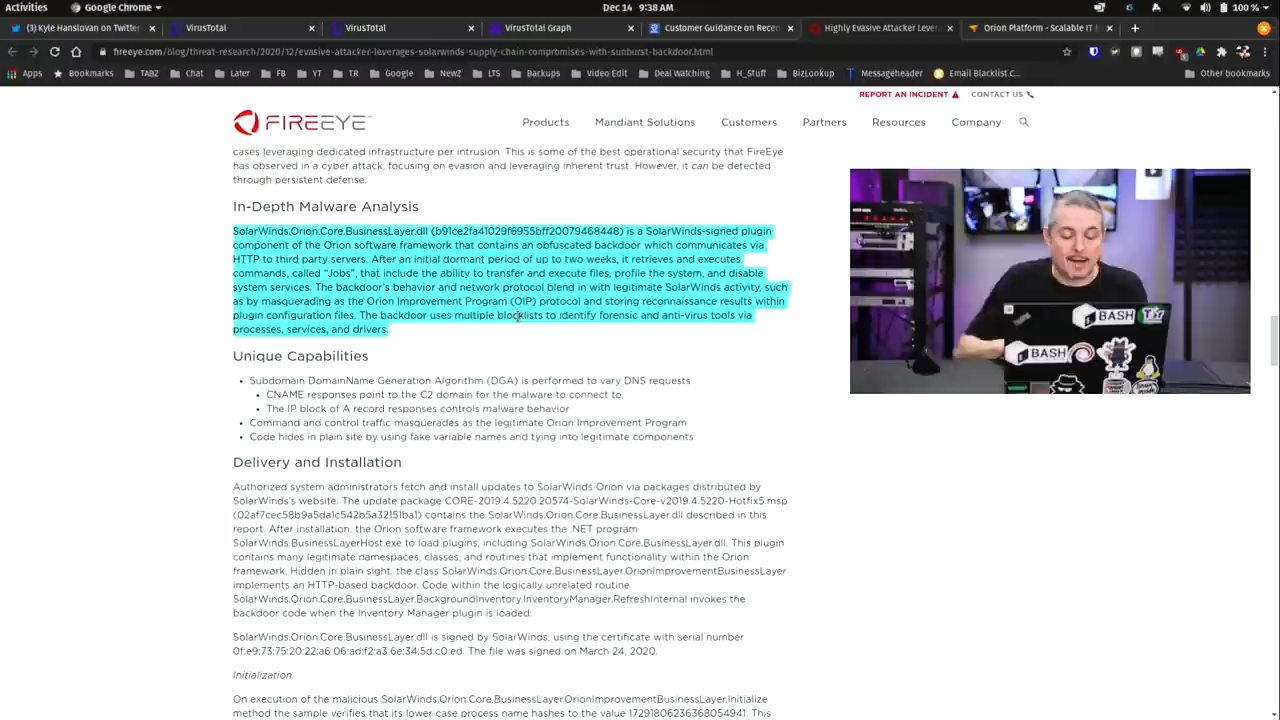 Activities
Google Chrome
Dec 14
9:38 AM
100 %
(3) Kyle Hanslovan on Twitter
VirusTotal
VirusTotal
VirusTotal Graph
Customer Guidance on Recen
Highly Evasive Attacker Lever
Orion Platform - Scalable IT
fireeye.com/blog/threat-research/2020/12/evasive-attacker-leverages-solarwinds-supply-chain-compromises-with-sunburst-backdoor.html
Apps
Bookmarks
TABZ
Chat
Later
FB
YT
TR
Google
NewZ
LTS
Backups
Video Edit
Deal Watching
H_Stuff
BizLookup
Messageheader
Email Blacklist C...
Other bookmarks
REPORT AN INCIDENT
CONTACT US
FIREEYE
Products
Mandiant Solutions
Customers
Partners
Resources
Company
cases leveraging dedicated infrastructure per intrusion. This is some of the best operational security that FireEye
has observed in a cyber attack, focusing on evasion and leveraging inherent trust. However, it can be detected
through persistent defense.
In-Depth Malware Analysis
is a SolarWinds-signed plugin
component of the Orion software framework that contains an obfuscated backdoor which communicates via
HTTP to third party servers. After an initial dormant period of up to two weeks, it retrieves and executes
commands, called “Jobs”, that include the ability to transfer and execute files, profile the system, and disable
system services. The backdoor’s behavior and network protocol blend in with legitimate SolarWinds activity, such
as by masquerading as the Orion Improvement Program (OIP) protocol and storing reconnaissance results within
plugin configuration files. The backdoor uses multiple blocklists to identify forensic and anti-virus tools via
processes, services, and drivers.
Unique Capabilities
• Subdomain DomainName Generation Algorithm (DGA) is performed to vary DNS requests
• CNAME responses point to the C2 domain for the malware to connect to.
• The IP block of A record responses controls malware behavior
• Command and control traffic masquerades as the legitimate Orion Improvement Program
• Code hides in plain site by using fake variable names and tying into legitimate components
Delivery and Installation
Authorized system administrators fetch and install updates to SolarWinds Orion via packages distributed by
SolarWinds’s website. The update package CORE-2019.4.5220.20574-SolarWinds-Core-v2019.4.5220-Hotfix5.msp
(02af7cec58b9a5da1c542b5a32151ba1) contains the SolarWinds.Orion.Core.BusinessLayer.dll described in this
report. After installation, the Orion software framework executes the .NET program
SolarWinds.BusinessLayerHost.exe to load plugins, including SolarWinds.Orion.Core.BusinessLayer.dll. This plugin
contains many legitimate namespaces, classes, and routines that implement functionality within the Orion
framework. Hidden in plain sight, the class SolarWinds.Orion.Core.BusinessLayer.OrionImprovementBusinessLayer
implements an HTTP-based backdoor. Code within the logically unrelated routine
SolarWinds.Orion.Core.BusinessLayer.BackgroundInventory.InventoryManager.RefreshInternal invokes the
backdoor code when the Inventory Manager plugin is loaded.
SolarWinds.Orion.Core.BusinessLayer.dll is signed by SolarWinds, using the certificate with serial number
0f:e9:73:75:20:22:a6:06:ad:f2:a3:6e:34:5d:c0:ed. The file was signed on March 24, 2020.
Initialization
On execution of the malicious SolarWinds.Orion.Core.BusinessLayer.OrionImprovementBusinessLayer.Initialize
method the sample verifies that its lower case process name hashes to the value 17291806236368054941. This
BASH
BASH